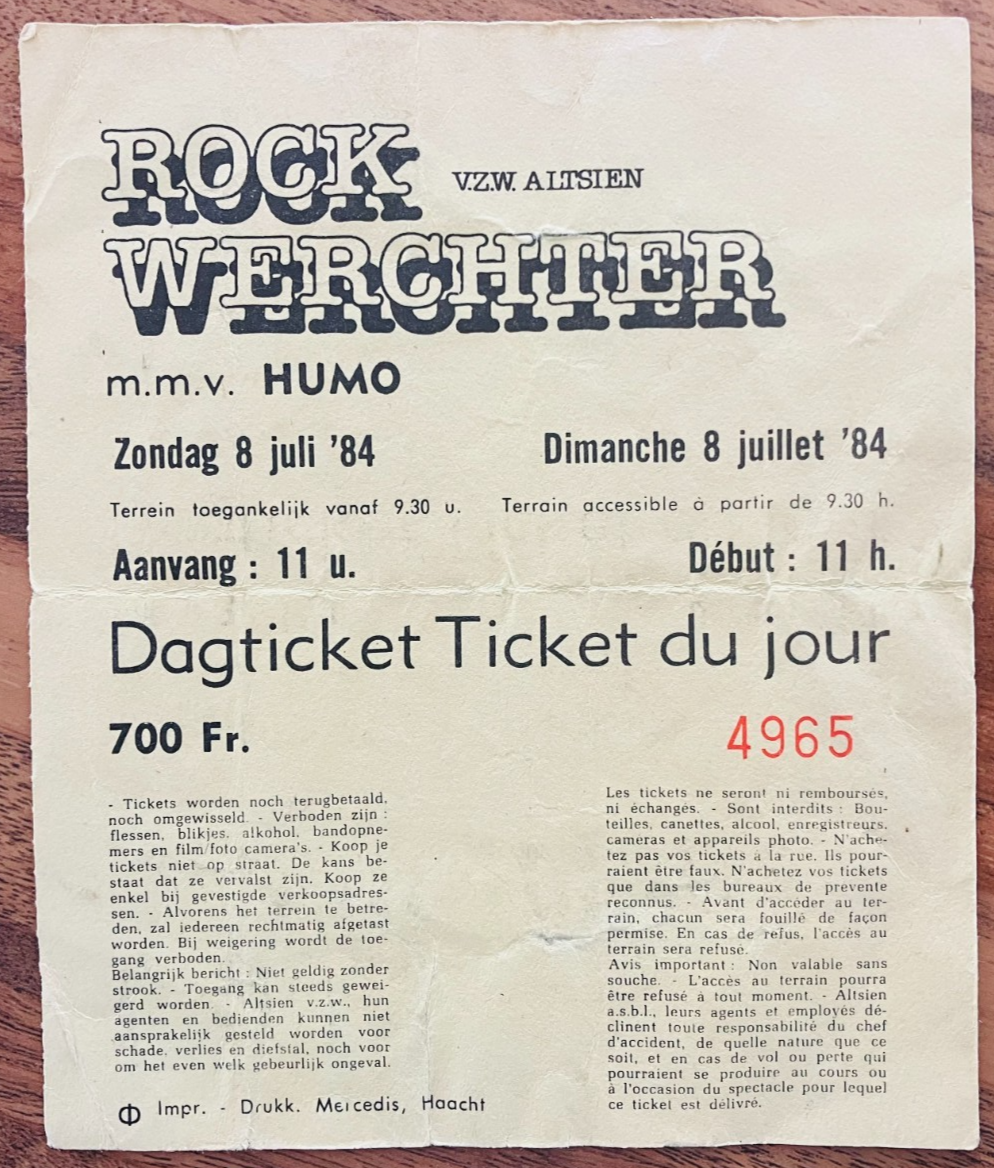 ROCK V.Z.W. ALTSIEN
WERCHTER
m.m.v. HUMO
Zondag 8 juli '84
Dimanche 8 juillet '84
Terrein toegankelijk vanaf 9.30 u.
Terrain accessible à partir de 9.30 h.
Aanvang : 11 u.
Début : 11 h.
Dagticket Ticket du jour
700 Fr.
4965
- Tickets worden noch terugbetaald,
noch omgewisseld. - Verboden zijn :
flessen, blikjes, alkohol, bandopne-
mers en film/foto camera's. - Koop je
tickets niet op straat. De kans be-
staat dat ze vervalst zijn. Koop ze
enkel bij gevestigde verkoopsadres-
sen. - Alvorens het terrein te betre-
den, zal iedereen rechtmatig afgetast
worden. Bij weigering wordt de toe-
gang verboden.
Belangrijk bericht : Niet geldig zonder
strook. - Toegang kan steeds gewei-
gerd worden. - Altsien v.z.w., hun
agenten en bedienden kunnen niet
aansprakelijk gesteld worden voor
schade, verlies en diefstal, noch voor
om het even welk gebeurlijk ongeval.
Les tickets ne seront ni remboursés,
ni échangés. - Sont interdits : Bou-
teilles, canettes, alcool, enregistreurs,
cameras et appareils photo. - N'ache-
tez pas vos tickets à la rue. Ils pour-
raient être faux. N'achetez vos tickets
que dans les bureaux de prévente
reconnus. - Avant d'accéder au ter-
rain, chacun sera fouillé de façon
permise. En cas de refus, l'accès au
terrain sera refusé.
Avis important : Non valable sans
souche. - L'accès au terrain pourra
être refusé à tout moment. - Altsien
a.s.b.l., leurs agents et employés dé-
clinent toute responsabilité du chef
d'accident, de quelle nature que ce
soit, et en cas de vol ou perte qui
pourraient se produire au cours ou
à l'occasion du spectacle pour lequel
ce ticket est délivré.
Impr. - Drukk. Mercedis, Haacht